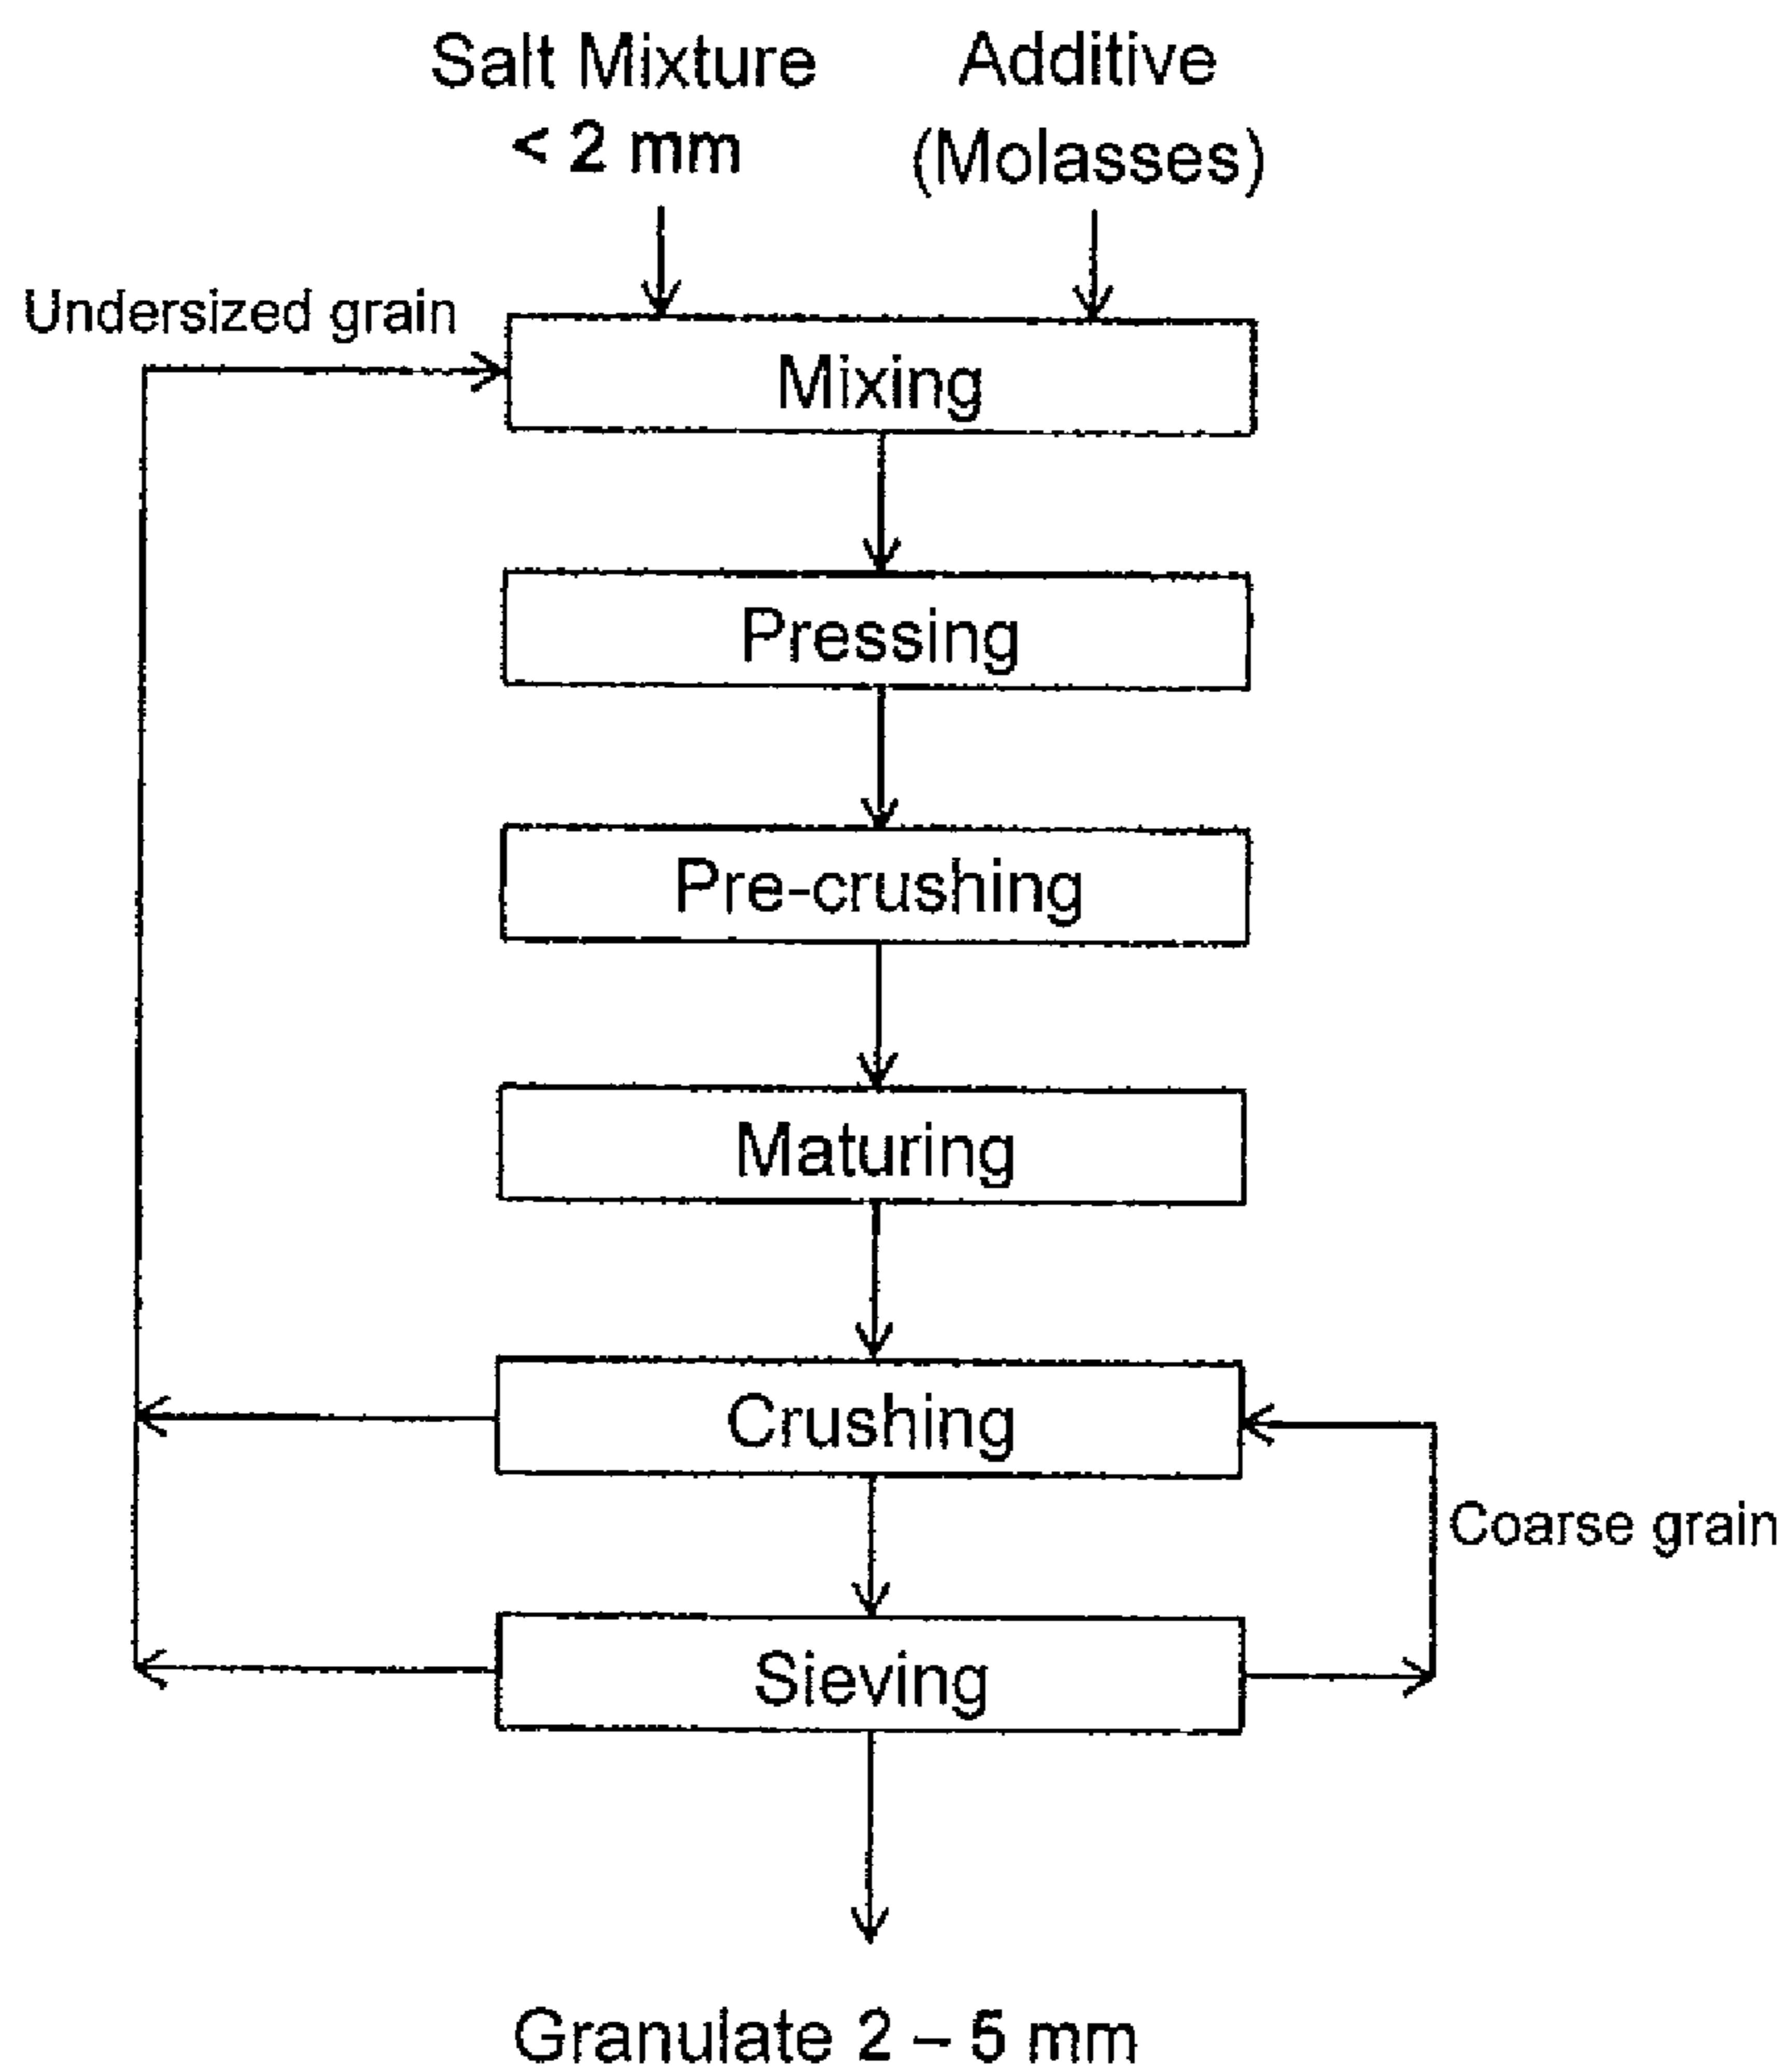 Salt Mixture
< 2 mm
Additive
(Molasses)
Undersized grain
Mixing
Pressing
Pre-crushing
Maturing
Crushing
Coarse grain
Sieving
Granulate 2 – 5 mm